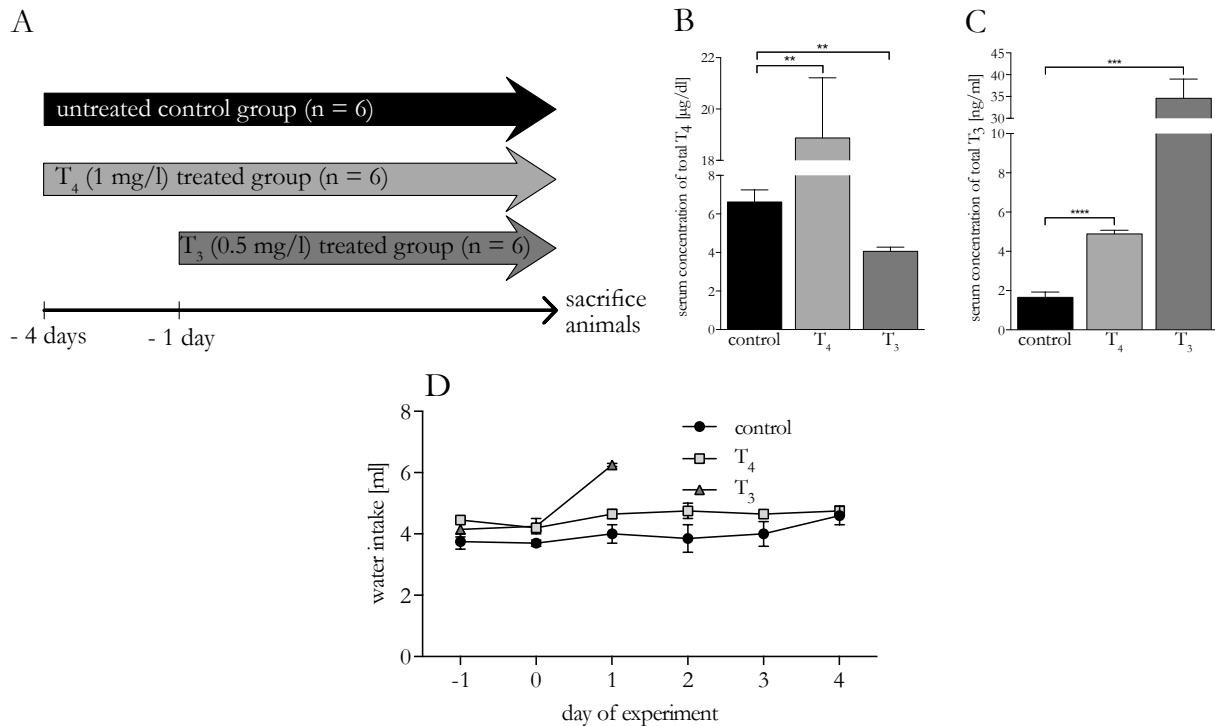 A
untreated control group (n = 6)
T₄ (1 mg/l) treated group (n = 6)
T₃ (0.5 mg/l) treated group (n = 6)
sacrifice
animals
- 4 days
- 1 day
B
serum concentration of total T₄ [µg/dl]
22
20
18
8
6
4
2
0
**
**
control
T₄
T₃
C
serum concentration of total T₃ [ng/ml]
45
40
35
30
10
8
6
4
2
0
***
****
control
T₄
T₃
D
water intake [ml]
8
6
4
2
0
control
T₄
T₃
-1
0
1
2
3
4
day of experiment